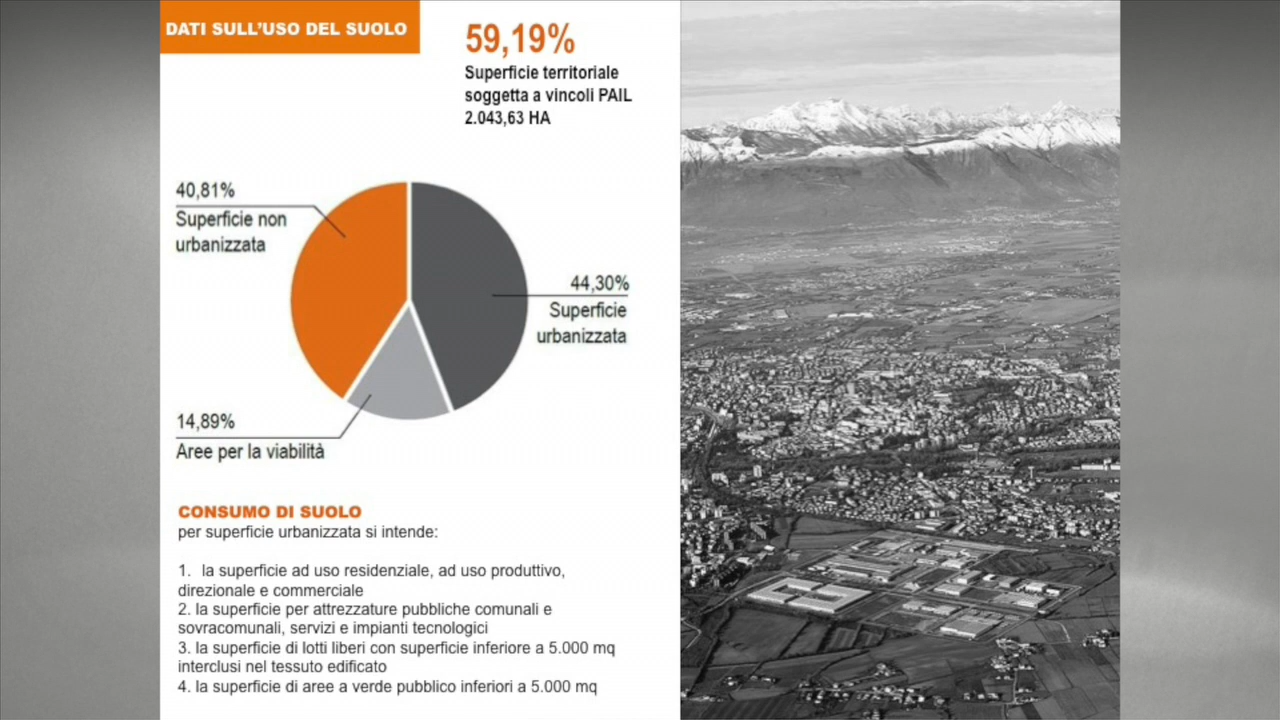 DATI SULL'USO DEL SUOLO
59,19%
Superficie territoriale
soggetta a vincoli PAIL
2.043,63 HA
40,81%
Superficie non
urbanizzata
44,30%
Superficie
urbanizzata
14,89%
Aree per la viabilità
CONSUMO DI SUOLO
per superficie urbanizzata si intende:
1. la superficie ad uso residenziale, ad uso produttivo,
direzionale e commerciale
2. la superficie per attrezzature pubbliche comunali e
sovracomunali, servizi e impianti tecnologici
3. la superficie di lotti liberi con superficie inferiore a 5.000 mq
interclusi nel tessuto edificato
4. la superficie di aree a verde pubblico inferiori a 5.000 mq